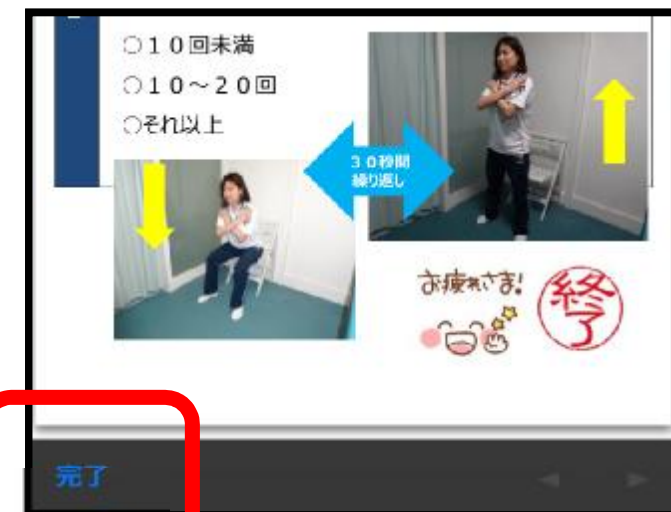 ○10回未満
○10～20回
○それ以上
30秒間
繰り返し
お疲れさま!
終了
完了